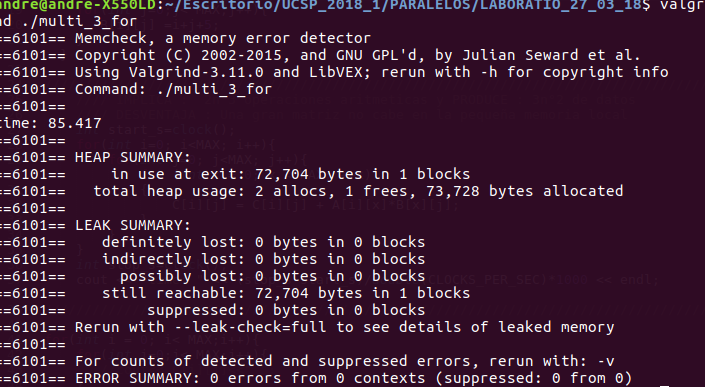 andre@andre-X550LD:~/Escritorio/UCSP_2018_1/PARALELOS/LABORATIO_27_03_18$ valgr
nd ./multi_3_for
==6101== Memcheck, a memory error detector
==6101== Copyright (C) 2002-2015, and GNU GPL'd, by Julian Seward et al.
==6101== Using Valgrind-3.11.0 and LibVEX; rerun with -h for copyright info
==6101== Command: ./multi_3_for
==6101==
time: 85.417
==6101==
==6101== HEAP SUMMARY:
==6101==     in use at exit: 72,704 bytes in 1 blocks
==6101==   total heap usage: 2 allocs, 1 frees, 73,728 bytes allocated
==6101==
==6101== LEAK SUMMARY:
==6101==    definitely lost: 0 bytes in 0 blocks
==6101==    indirectly lost: 0 bytes in 0 blocks
==6101==      possibly lost: 0 bytes in 0 blocks
==6101==    still reachable: 72,704 bytes in 1 blocks
==6101==         suppressed: 0 bytes in 0 blocks
==6101== Rerun with --leak-check=full to see details of leaked memory
==6101==
==6101== For counts of detected and suppressed errors, rerun with: -v
==6101== ERROR SUMMARY: 0 errors from 0 contexts (suppressed: 0 from 0)